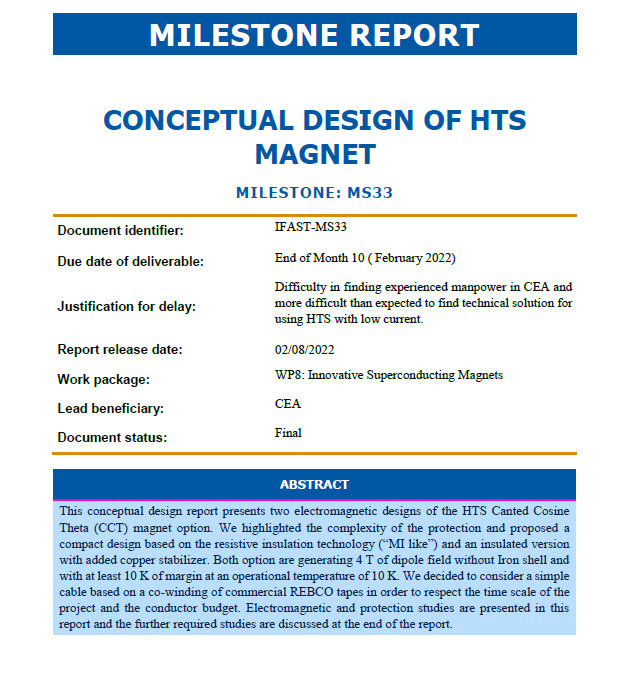 MILESTONE REPORT
CONCEPTUAL DESIGN OF HTS
MAGNET
MILESTONE: MS33
Document identifier: IFAST-MS33
Due date of deliverable: End of Month 10 ( February 2022)
Justification for delay: Difficulty in finding experienced manpower in CEA and
more difficult than expected to find technical solution for
using HTS with low current.
Report release date: 02/08/2022
Work package: WP8: Innovative Superconducting Magnets
Lead beneficiary: CEA
Document status: Final
ABSTRACT
This conceptual design report presents two electromagnetic designs of the HTS Canted Cosine
Theta (CCT) magnet option. We highlighted the complexity of the protection and proposed a
compact design based on the resistive insulation technology (“MI like”) and an insulated version
with added copper stabilizer. Both option are generating 4 T of dipole field without Iron shell and
with at least 10 K of margin at an operational temperature of 10 K. We decided to consider a simple
cable based on a co-winding of commercial REBCO tapes in order to respect the time scale of the
project and the conductor budget. Electromagnetic and protection studies are presented in this
report and the further required studies are discussed at the end of the report.